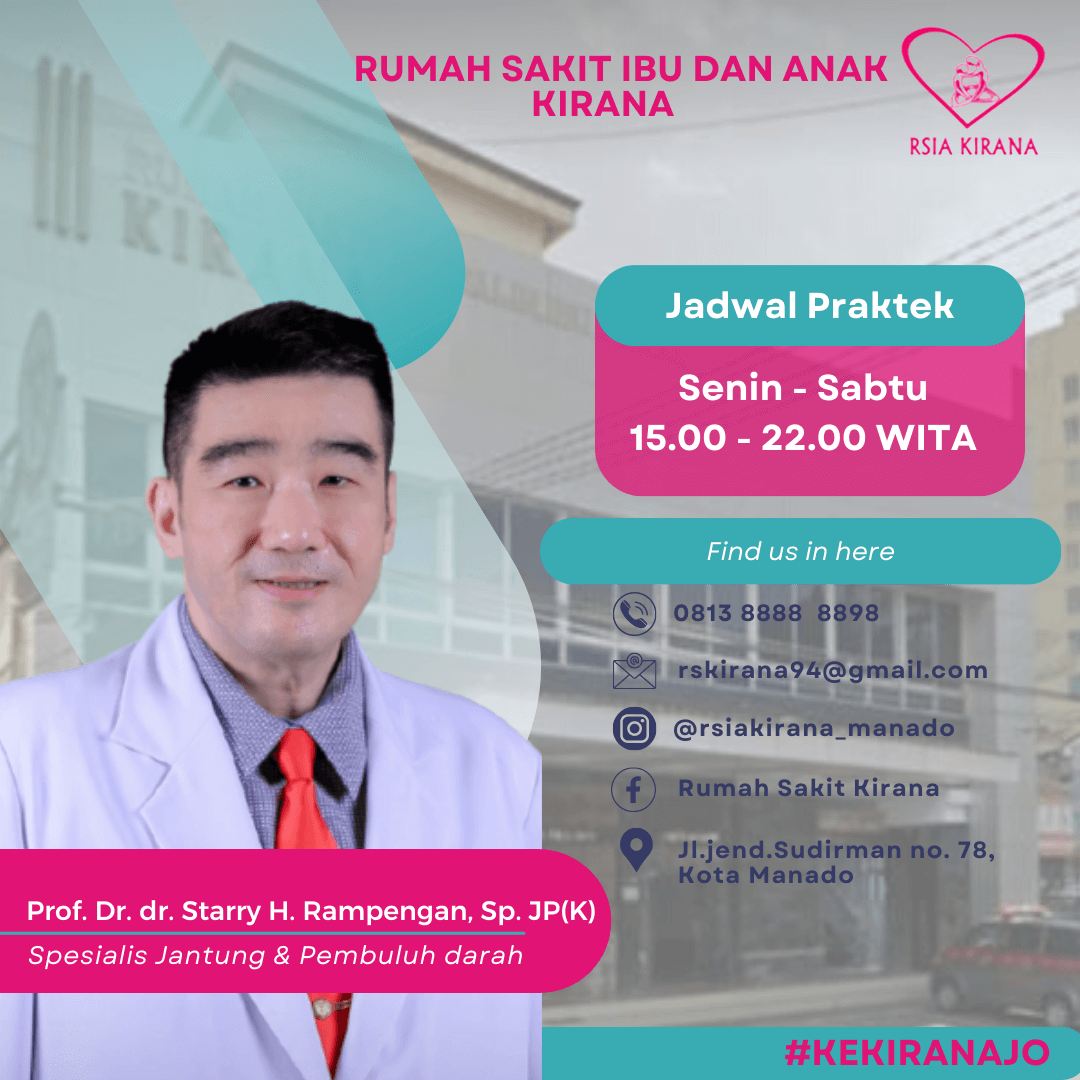 RUMAH SAKIT IBU DAN ANAK
KIRANA
RSIA KIRANA
KIRANA
Jadwal Praktek
Senin - Sabtu
15.00 - 22.00 WITA
Find us in here
0813 8888 8898
rskirana94@gmail.com
@rsiakirana_manado
Rumah Sakit Kirana
Jl.jend.Sudirman no. 78,
Kota Manado
Prof. Dr. dr. Starry H. Rampengan, Sp. JP(K)
Spesialis Jantung & Pembuluh darah
#KEKIRANAJO